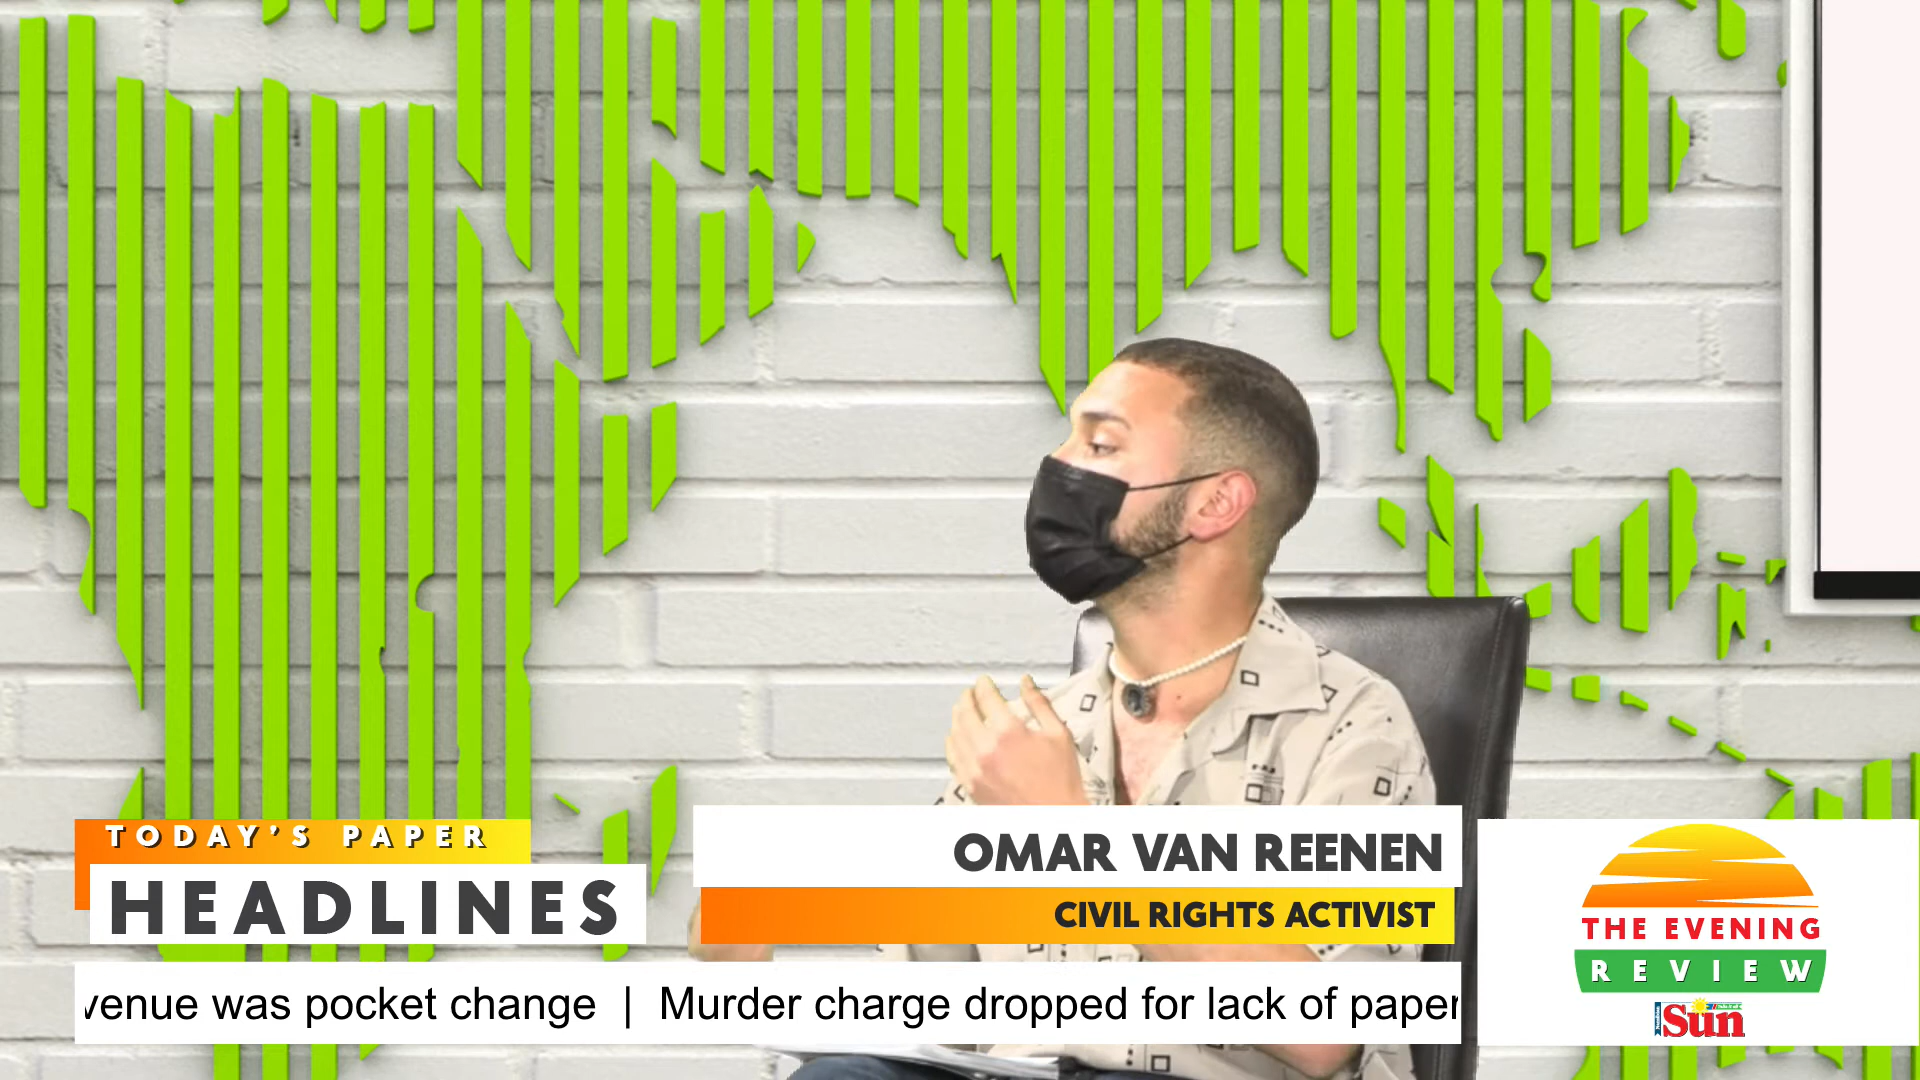 TODAY'S PAPER
HEADLINES
OMAR VAN REENEN
CIVIL RIGHTS ACTIVIST
venue was pocket change | Murder charge dropped for lack of paper
THE EVENING
REVIEW
Sun